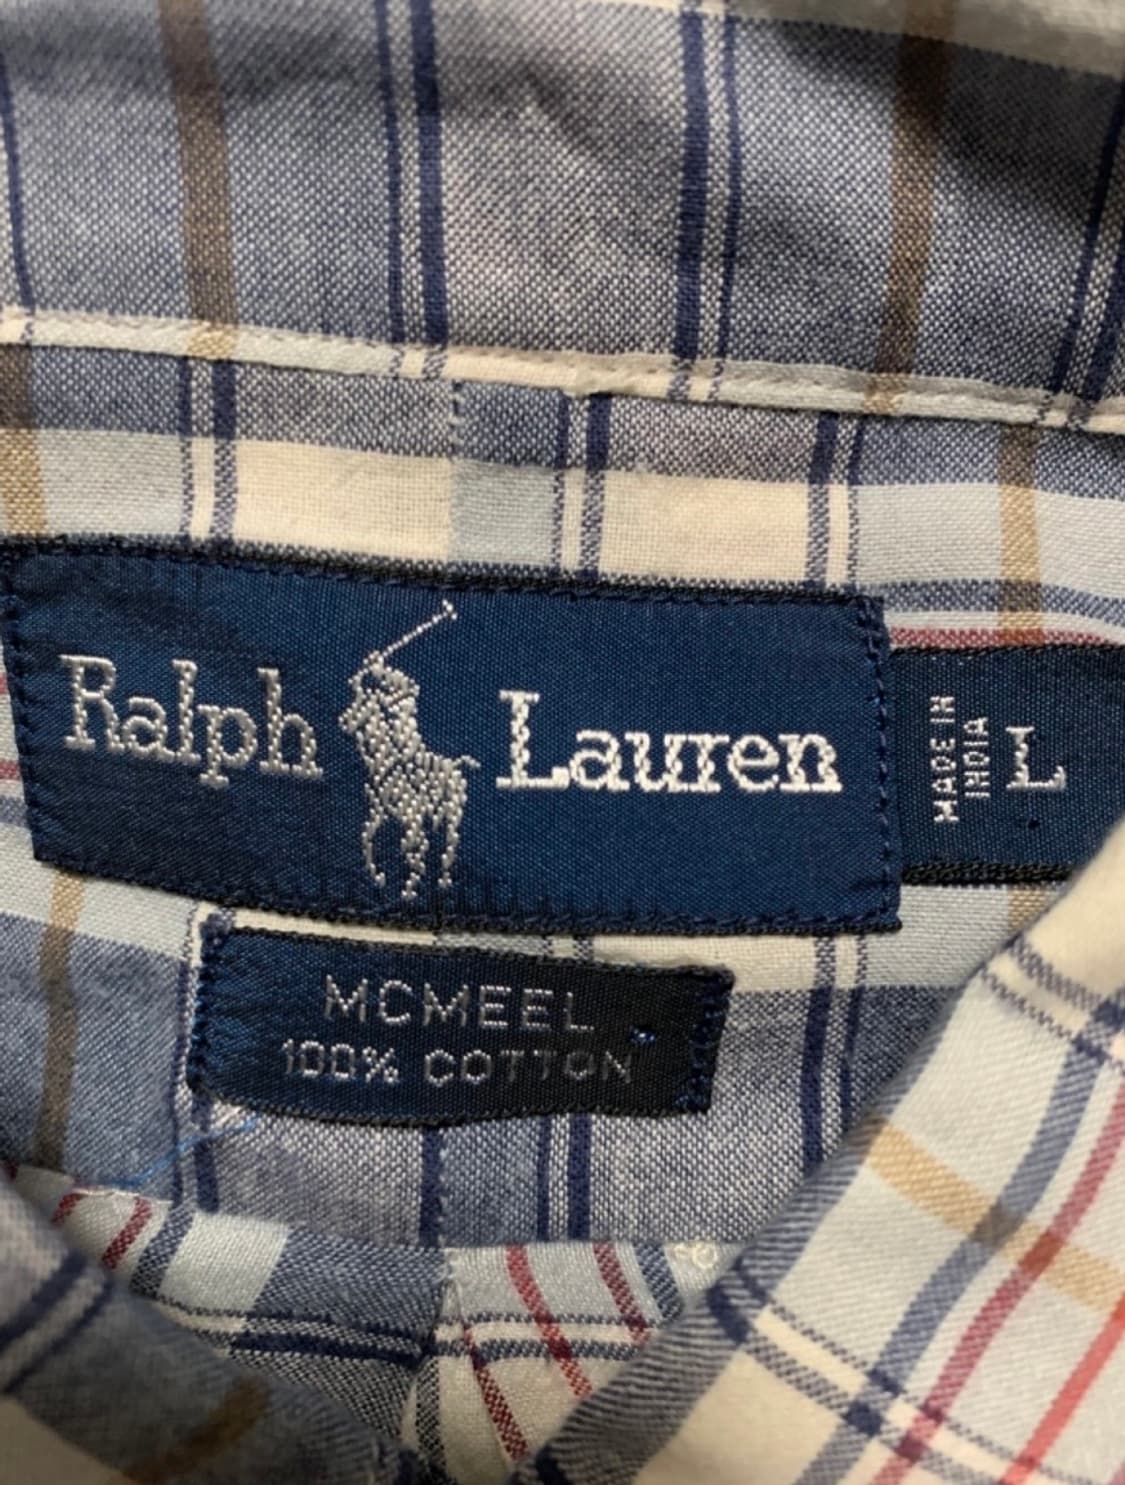 Ralph Lauren
MADE IN
INDIA
L
MCMEEL
100% COTTON